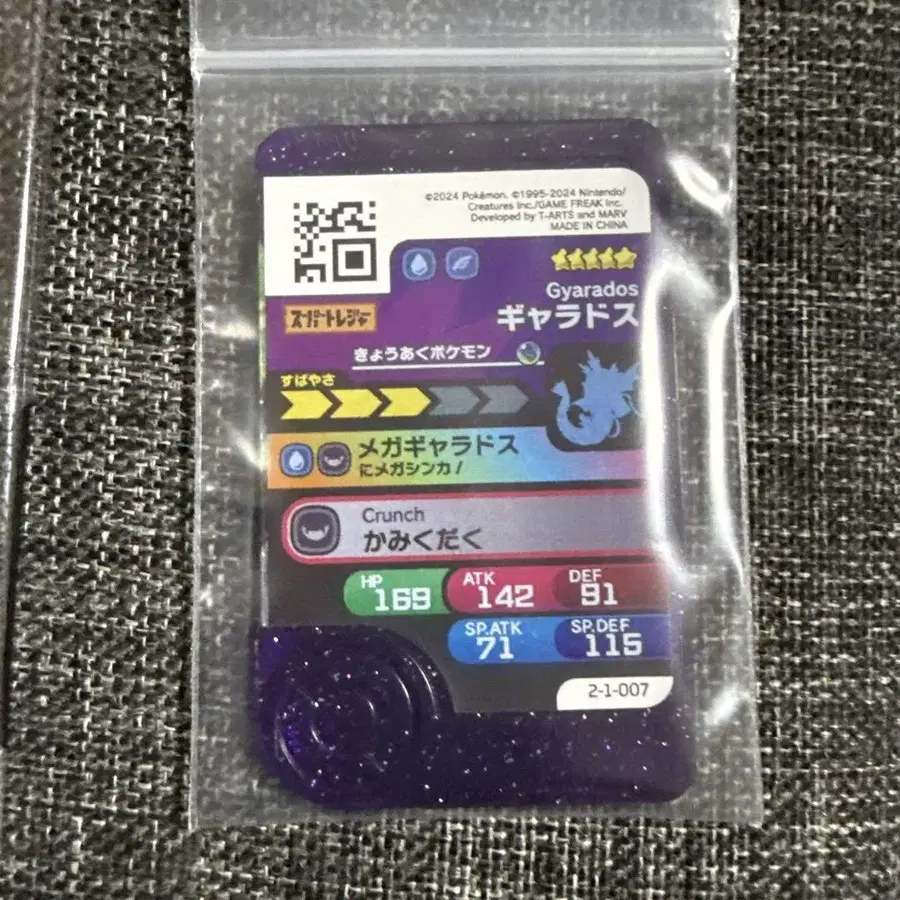 ©2024 Pokémon. ©1995-2024 Nintendo/
Creatures Inc./GAME FREAK inc.
Developed by T-ARTS and MARV
MADE IN CHINA
Gyarados
スーパートレジャー
ギャラドス
きょうあくポケモン
すばやさ
メガギャラドス
にメガシンカ!
Crunch
かみくだく
HP 169
ATK 142
DEF 91
SP.ATK 71
SP.DEF 115
2-1-007